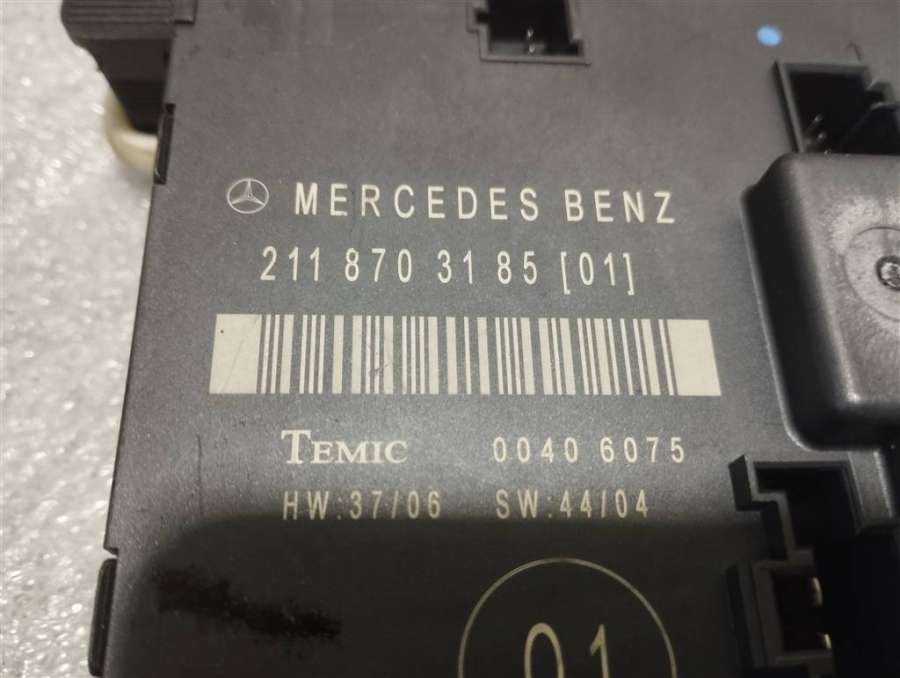 MERCEDES BENZ
211 870 31 85 [01]
TEMIC 0040 6075
HW:37/06 SW:44/04
01